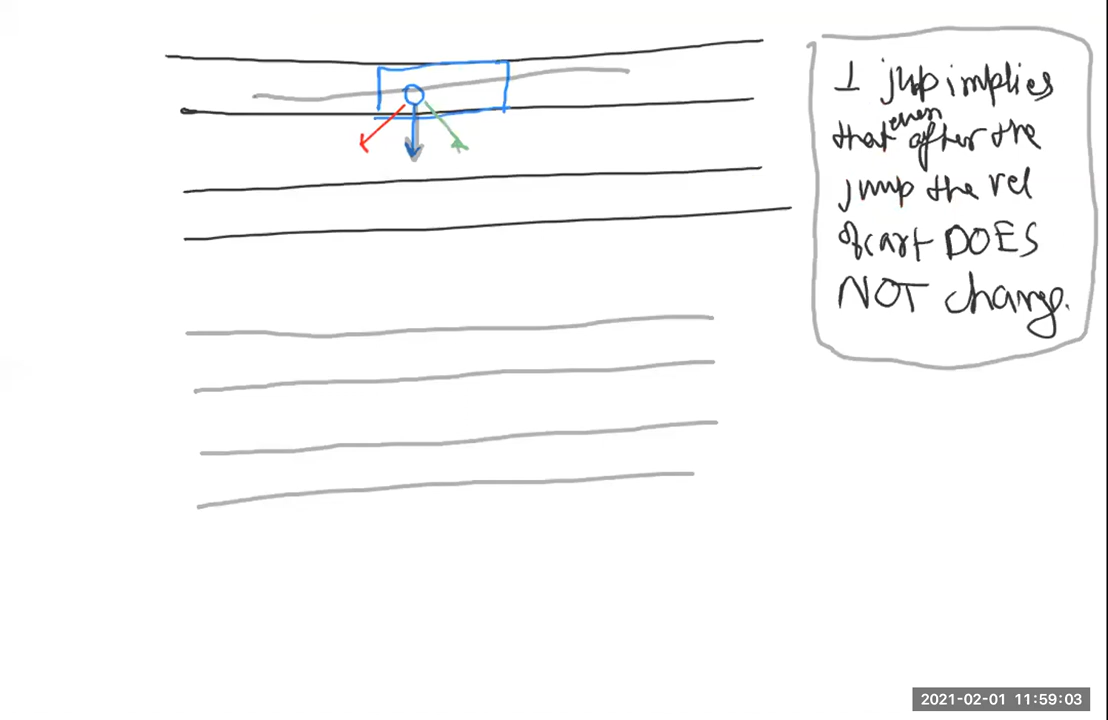 ⊥ jump implies
that even after the
jump the vel
of cart DOES
NOT change.
2021-02-01 11:59:03